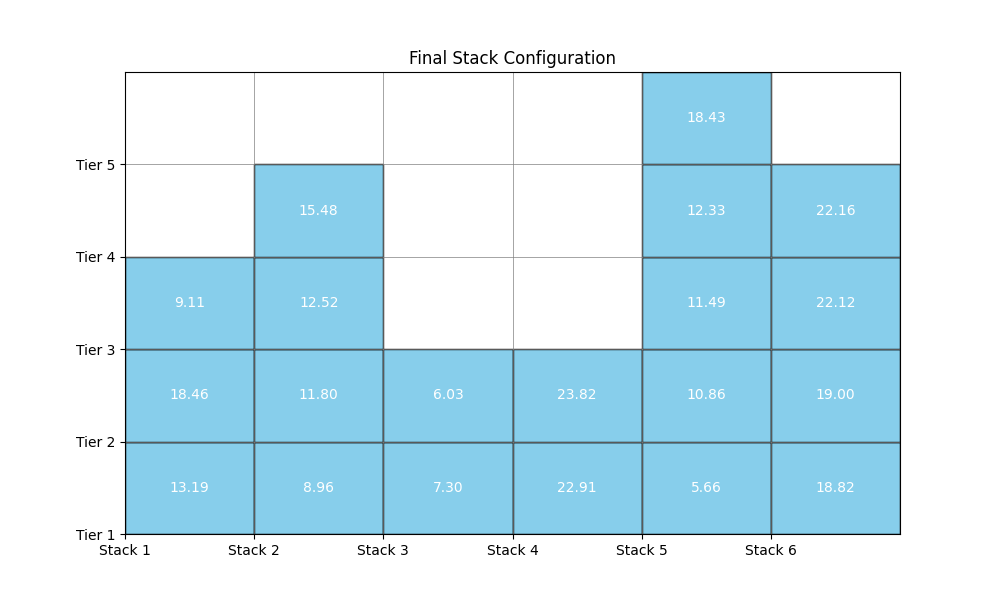 Final Stack Configuration
18.43
Tier 5
15.48 12.33 22.16
Tier 4
9.11 12.52 11.49 22.12
Tier 3
18.46 11.80 6.03 23.82 10.86 19.00
Tier 2
13.19 8.96 7.30 22.91 5.66 18.82
Tier 1
Stack 1 Stack 2 Stack 3 Stack 4 Stack 5 Stack 6